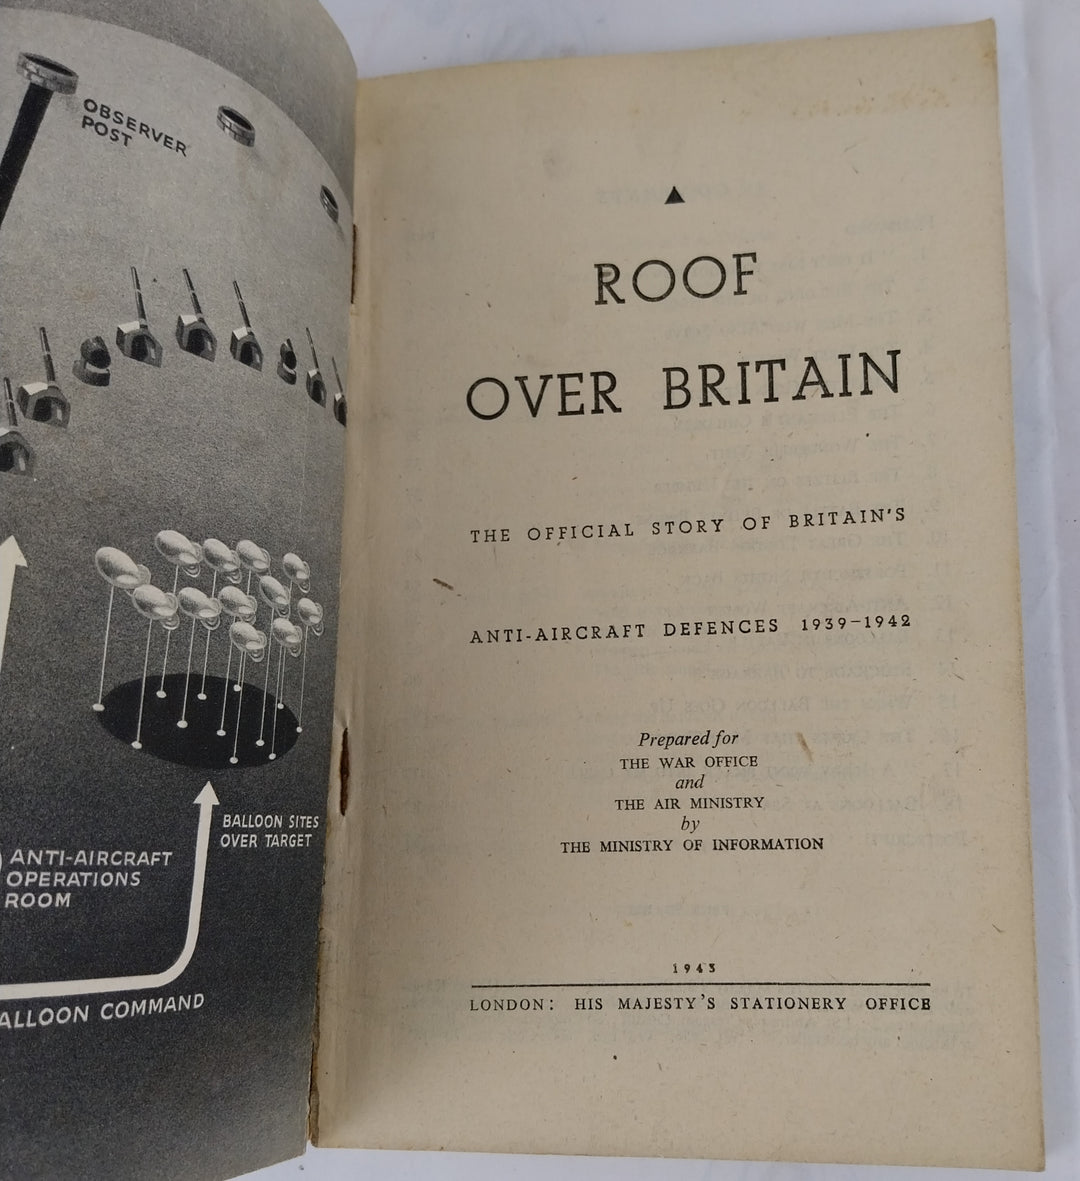 OBSERVER
POST
BALLOON SITES
OVER TARGET
ANTI-AIRCRAFT
OPERATIONS
ROOM
ALLOON COMMAND
ROOF
OVER BRITAIN
THE OFFICIAL STORY OF BRITAIN'S
ANTI-AIRCRAFT DEFENCES 1939-1942
Prepared for
THE WAR OFFICE
and
THE AIR MINISTRY
by
THE MINISTRY OF INFORMATION
1943
LONDON: HIS MAJESTY'S STATIONERY OFFICE